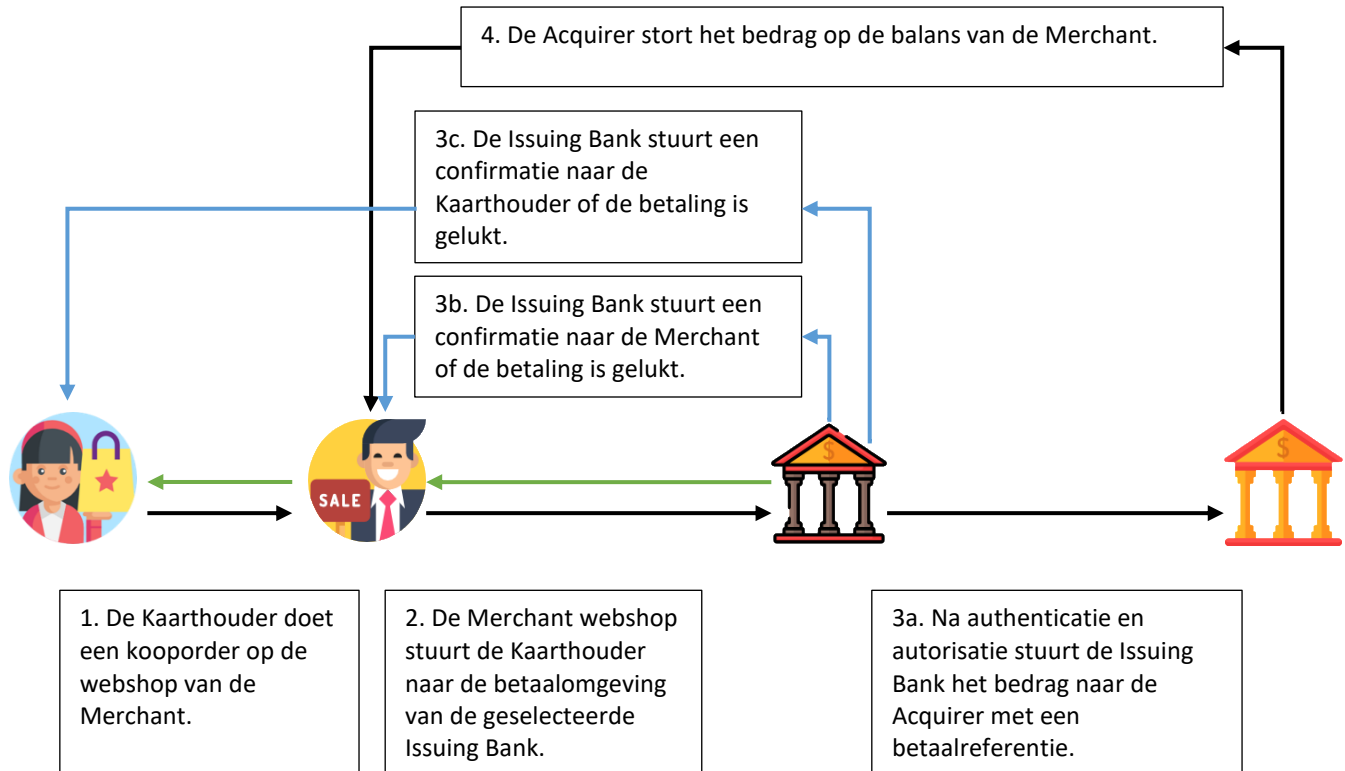 4. De Acquirer stort het bedrag op de balans van de Merchant.
3c. De Issuing Bank stuurt een
confirmatie naar de
Kaarthouder of de betaling is
gelukt.
3b. De Issuing Bank stuurt een
confirmatie naar de Merchant
of de betaling is gelukt.
SALE
$
$
1. De Kaarthouder doet
een kooporder op de
webshop van de
Merchant.
2. De Merchant webshop
stuurt de Kaarthouder
naar de betaalomgeving
van de geselecteerde
Issuing Bank.
3a. Na authenticatie en
autorisatie stuurt de Issuing
Bank het bedrag naar de
Acquirer met een
betaalreferentie.